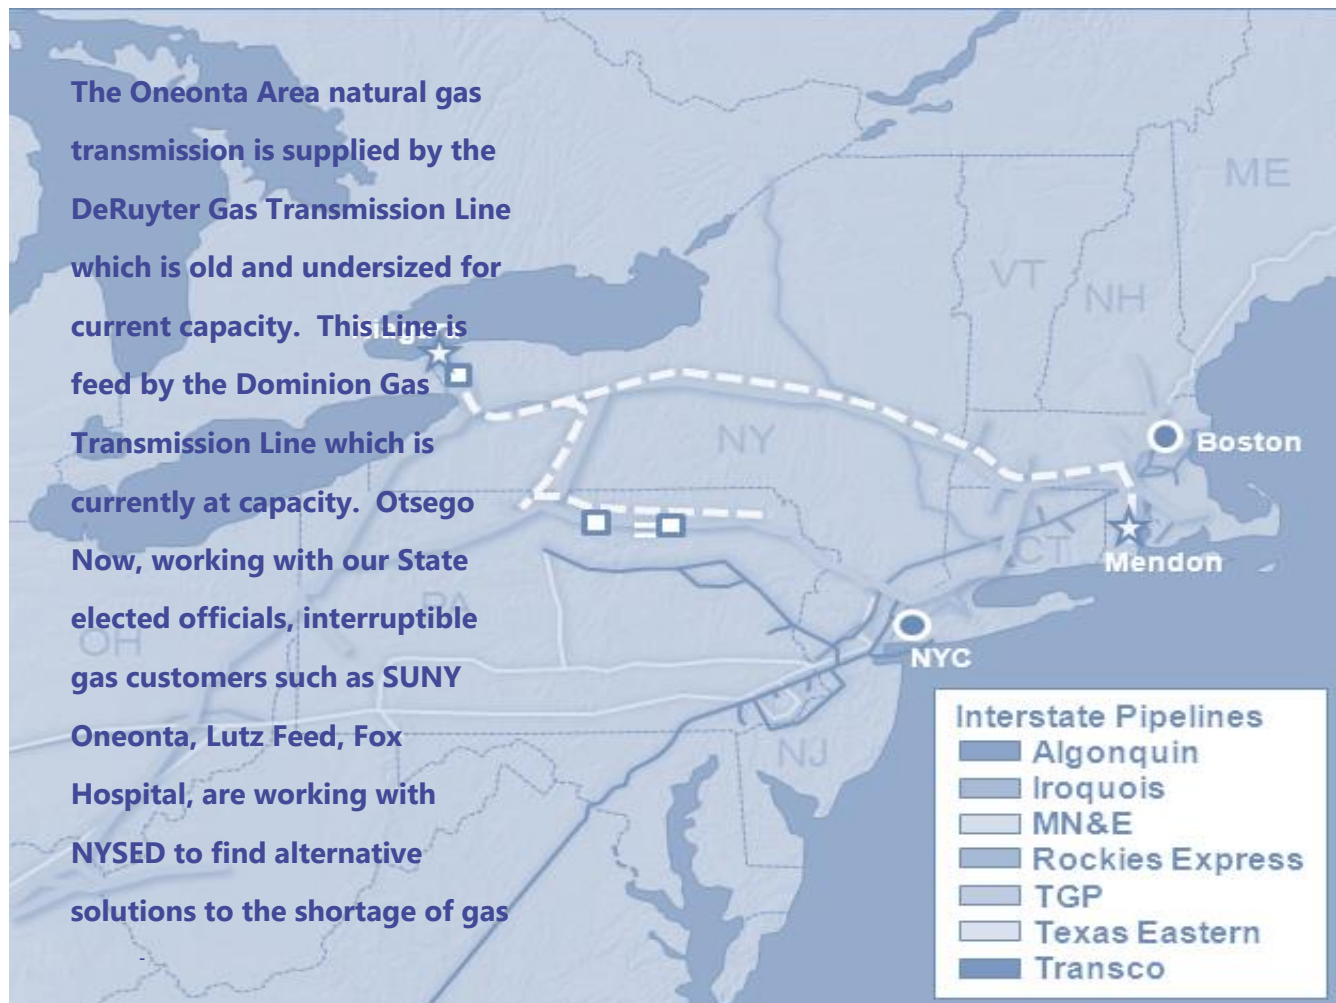 The Oneonta Area natural gas
transmission is supplied by the
DeRuyter Gas Transmission Line
which is old and undersized for
current capacity.  This Line is
feed by the Dominion Gas
Transmission Line which is
currently at capacity.  Otsego
Now, working with our State
elected officials, interruptible
gas customers such as SUNY
Oneonta, Lutz Feed, Fox
Hospital, are working with
NYSED to find alternative
solutions to the shortage of gas
-
Niagara
ME
VT
NH
NY
Boston
CT
Mendon
PA
OH
NYC
NJ
Interstate Pipelines
Algonquin
Iroquois
MN&E
Rockies Express
TGP
Texas Eastern
Transco